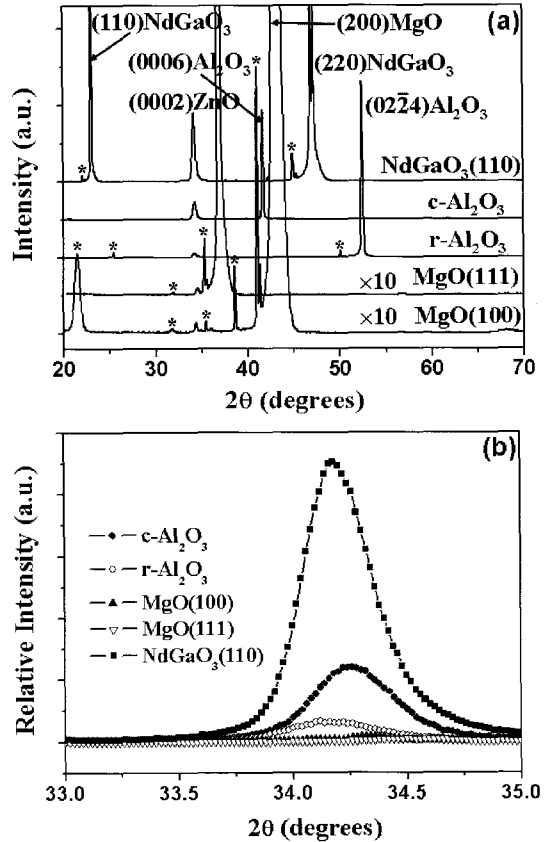 (a)
(110)NdGaO₃
(200)MgO
(0006)Al₂O₃
(220)NdGaO₃
(0002)ZnO
(022̄4)Al₂O₃
*
*
NdGaO₃(110)
c-Al₂O₃
* * * *
r-Al₂O₃
* * *
×10 MgO(111)
* * *
×10 MgO(100)
20 30 40 50 60 70
2θ (degrees)
Intensity (a.u.)
(b)
c-Al₂O₃
r-Al₂O₃
MgO(100)
MgO(111)
NdGaO₃(110)
33.0 33.5 34.0 34.5 35.0
2θ (degrees)
Relative Intensity (a.u.)